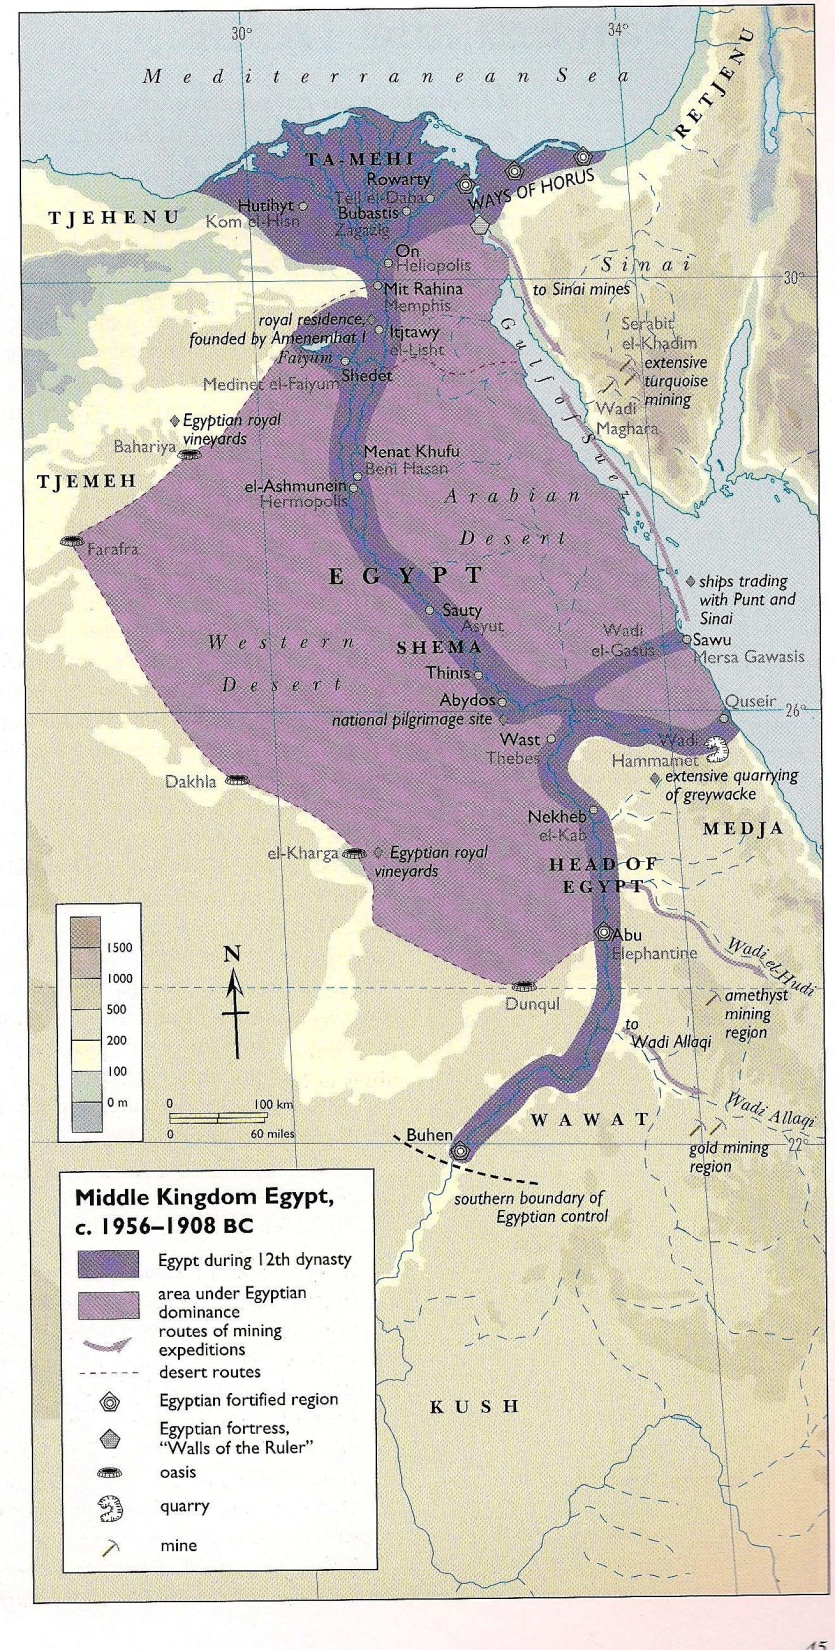 30°
34°
Mediterranean Sea
RETJENU
TA-MEHI
Rowarty
Tell el-Daba
WAYS OF HORUS
Hutihyt
Kom el-Hisn
Bubastis
Zagazig
TJEHENU
On
Heliopolis
Sinai
30°
to Sinai mines
Mit Rahina
Memphis
royal residence,
founded by Amenemhat I
Itjtawy
el-Lisht
Gulf of Suez
Serabit
el-Khadim
extensive
turquoise
mining
Faiyum
Shedet
Medinet el-Faiyum
Wadi
Maghara
Egyptian royal
vineyards
Bahariya
Menat Khufu
Beni Hasan
TJEMEH
el-Ashmunein
Hermopolis
Arabian
Desert
Farafra
EGYPT
ships trading
with Punt and
Sinai
Sauty
Asyut
Wadi
el-Gasus
Sawu
Mersa Gawasis
Western
Desert
SHEMA
Thinis
Abydos
national pilgrimage site
Quseir
26°
Wast
Thebes
Wadi
Hammamet
extensive quarrying
of greywacke
Dakhla
Nekheb
el-Kab
MEDJA
el-Kharga
Egyptian royal
vineyards
HEAD OF
EGYPT
Abu
Elephantine
Wadi el-Hudi
Dunqul
amethyst
mining
region
to
Wadi Allaqi
1500
1000
500
200
100
0 m
N
0
100 km
0
60 miles
WAWAT
Wadi Allaqi
Buhen
gold mining
region
22°
southern boundary of
Egyptian control
Middle Kingdom Egypt,
c. 1956–1908 BC
Egypt during 12th dynasty
area under Egyptian
dominance
routes of mining
expeditions
desert routes
Egyptian fortified region
Egyptian fortress,
“Walls of the Ruler”
oasis
quarry
mine
KUSH
45